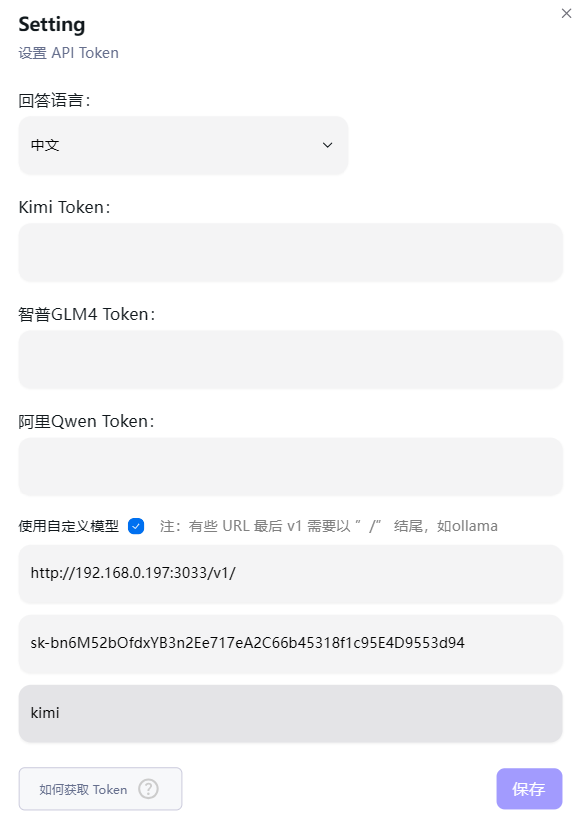 Setting
设置 API Token
回答语言：
中文
Kimi Token：
智普GLM4 Token：
阿里Qwen Token：
使用自定义模型 注：有些 URL 最后 v1 需要以 ”/” 结尾，如ollama
http://192.168.0.197:3033/v1/
sk-bn6M52bOfdxYB3n2Ee717eA2C66b45318f1c95E4D9553d94
kimi
如何获取 Token ?
保存